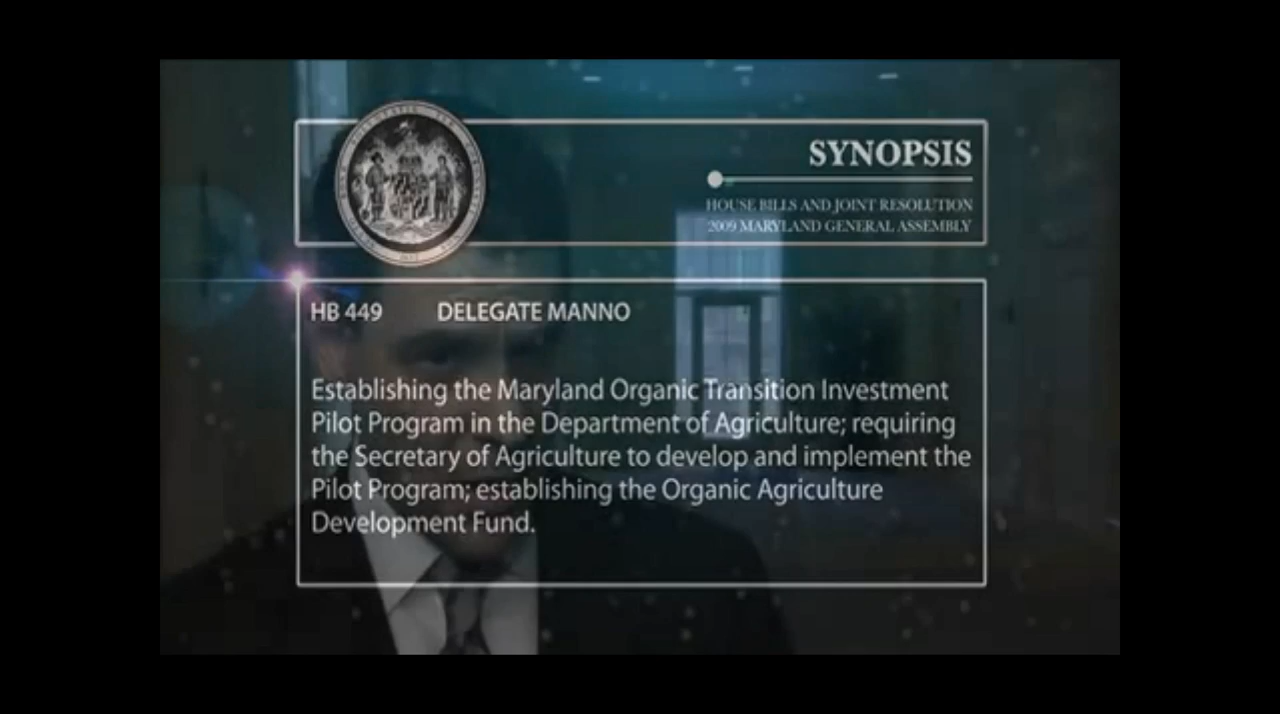 SYNOPSIS
HOUSE BILLS AND JOINT RESOLUTION
2009 MARYLAND GENERAL ASSEMBLY
HB 449 DELEGATE MANNO
Establishing the Maryland Organic Transition Investment
Pilot Program in the Department of Agriculture; requiring
the Secretary of Agriculture to develop and implement the
Pilot Program; establishing the Organic Agriculture
Development Fund.